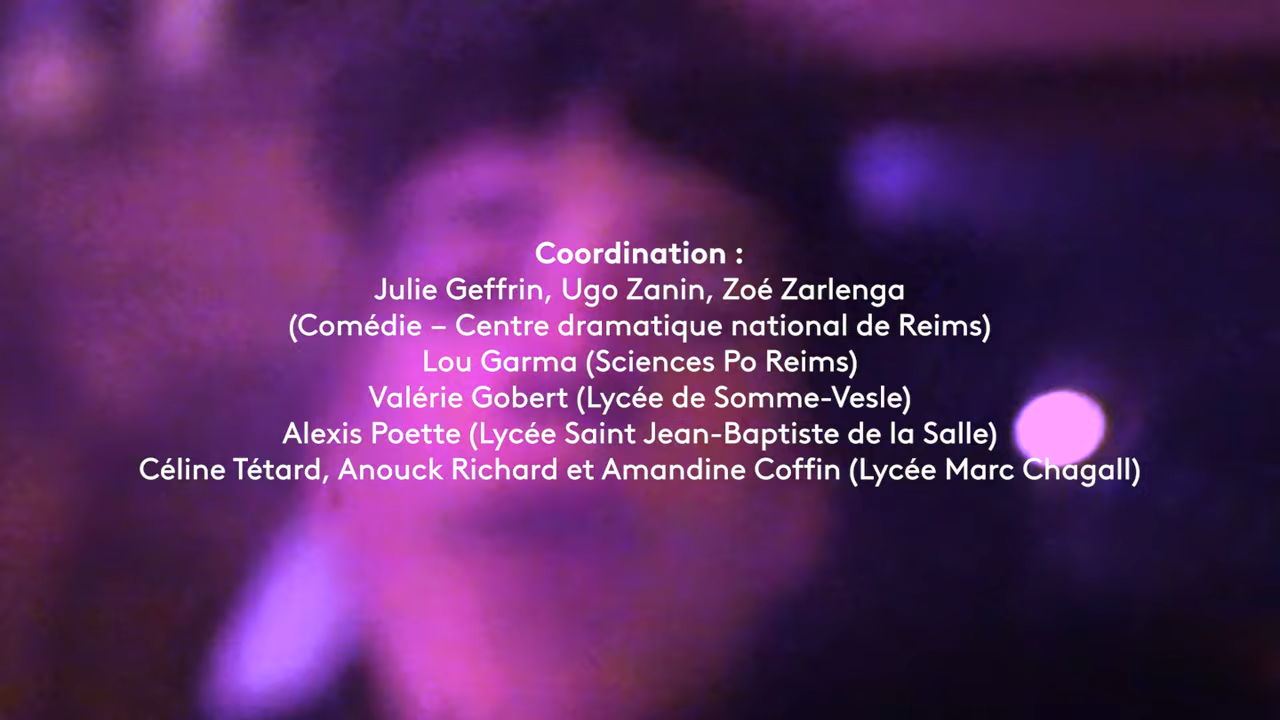 Coordination :
Julie Geffrin, Ugo Zanin, Zoé Zarlenga
(Comédie – Centre dramatique national de Reims)
Lou Garma (Sciences Po Reims)
Valérie Gobert (Lycée de Somme-Vesle)
Alexis Poette (Lycée Saint Jean-Baptiste de la Salle)
Céline Tétard, Anouck Richard et Amandine Coffin (Lycée Marc Chagall)